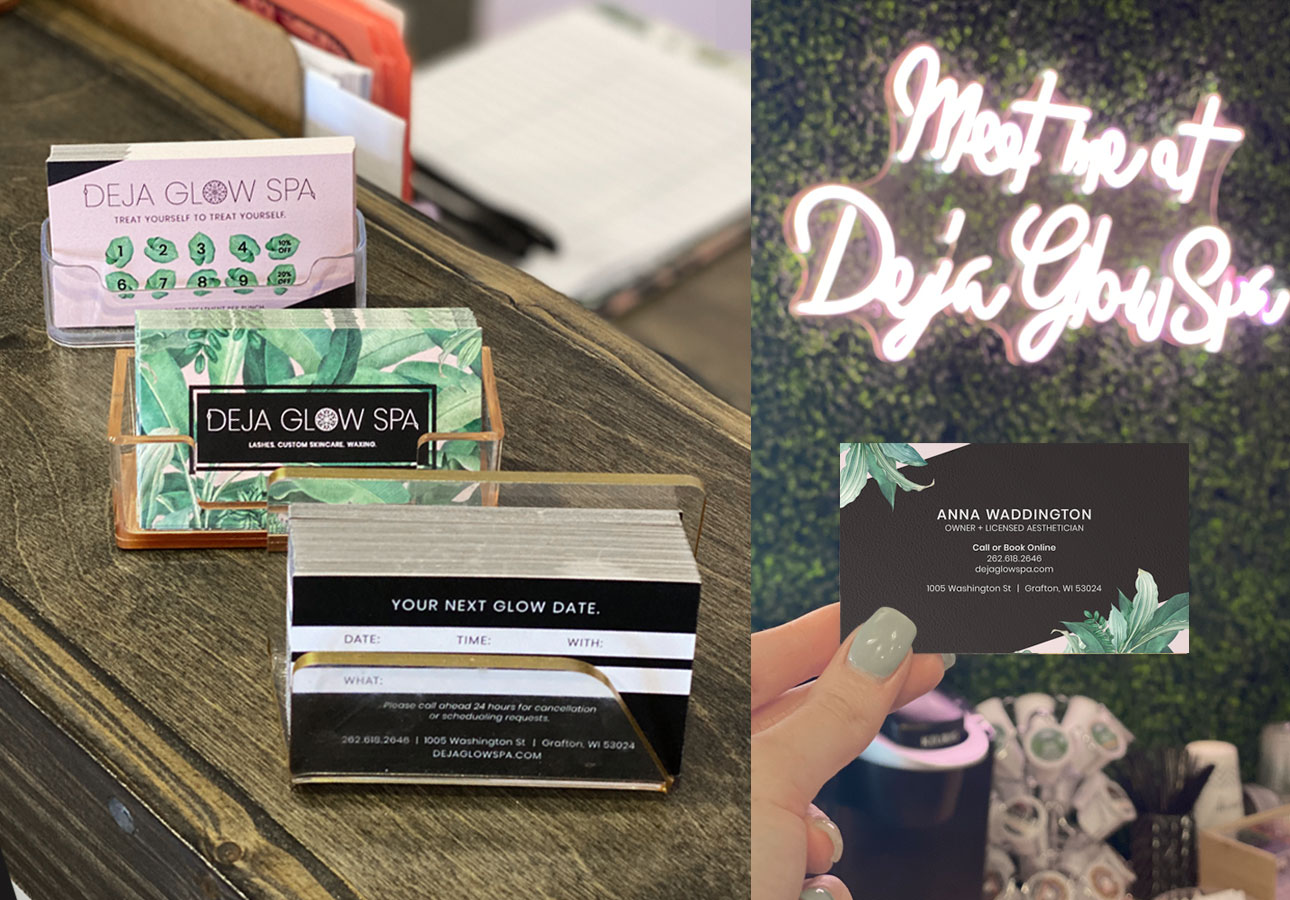 DEJA GLOW SPA
TREAT YOURSELF TO TREAT YOURSELF.
1 2 3 4 10% OFF
6 7 8 9 20% OFF
PER TREATMENT PER PUNCH
DEJA GLOW SPA
LASHES. CUSTOM SKINCARE. WAXING.
YOUR NEXT GLOW DATE.
DATE: TIME: WITH:
WHAT:
Please call ahead 24 hours for cancellation
or scheduling requests.
262.618.2646 | 1005 Washington St | Grafton, WI 53024
DEJAGLOWSPA.COM
Meet me at
Deja Glow Spa
ANNA WADDINGTON
OWNER + LICENSED AESTHETICIAN
Call or Book Online
262.618.2646
dejaglowspa.com
1005 Washington St | Grafton, WI 53024